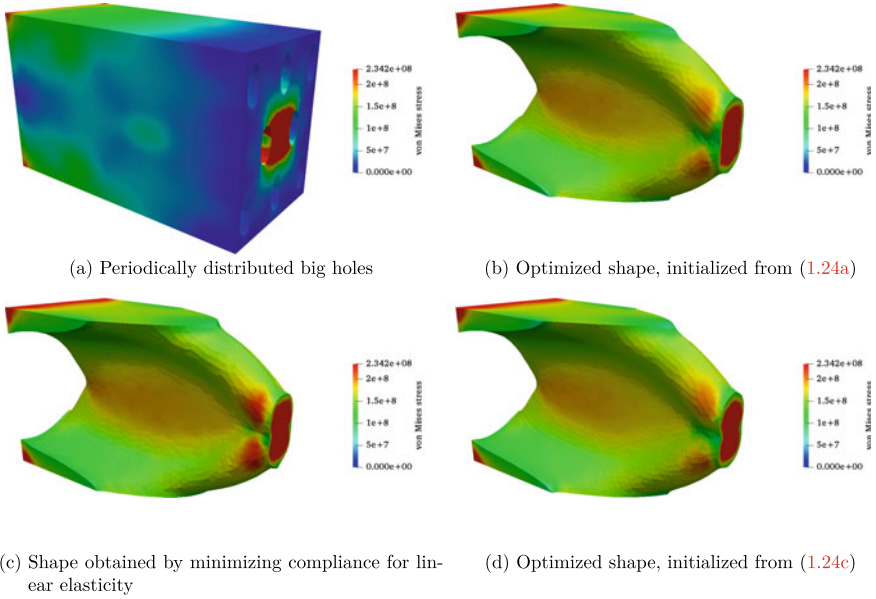 2.342e+08
2e+8
1.5e+8
1e+8
5e+7
0.000e+00
von Mises stress
2.342e+08
2e+8
1.5e+8
1e+8
5e+7
0.000e+00
von Mises stress
(a) Periodically distributed big holes
(b) Optimized shape, initialized from (1.24a)
2.342e+08
2e+8
1.5e+8
1e+8
5e+7
0.000e+00
von Mises stress
2.342e+08
2e+8
1.5e+8
1e+8
5e+7
0.000e+00
von Mises stress
(c) Shape obtained by minimizing compliance for lin-
ear elasticity
(d) Optimized shape, initialized from (1.24c)